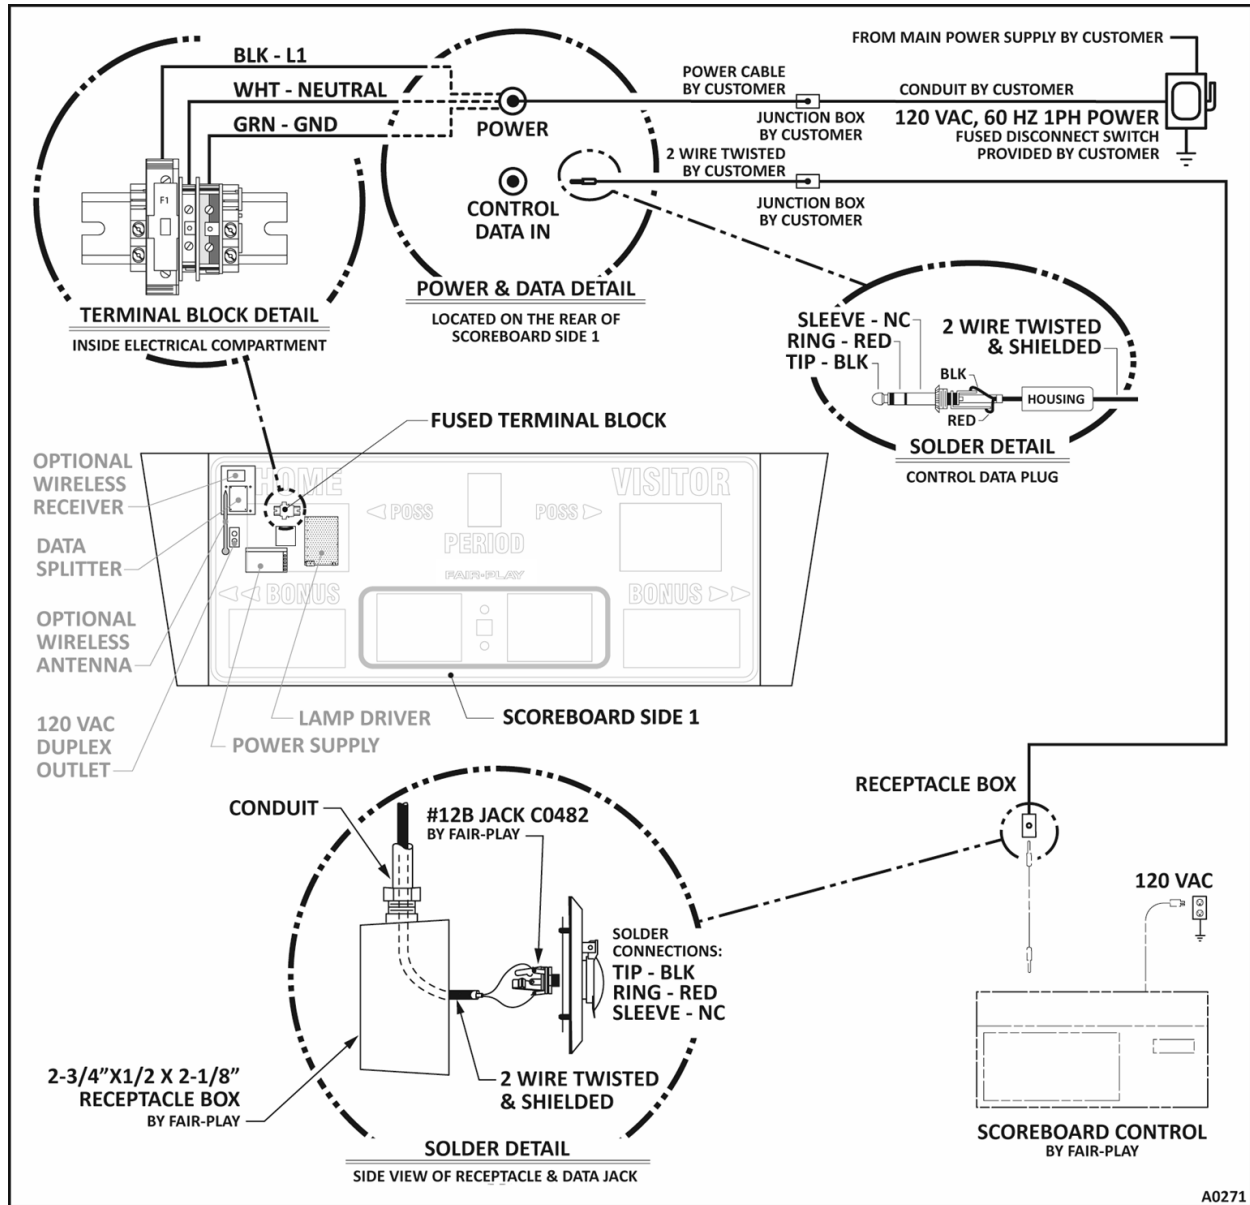 BLK - L1
WHT - NEUTRAL
GRN - GND
F1
TERMINAL BLOCK DETAIL
INSIDE ELECTRICAL COMPARTMENT
POWER
CONTROL
DATA IN
POWER & DATA DETAIL
LOCATED ON THE REAR OF
SCOREBOARD SIDE 1
FROM MAIN POWER SUPPLY BY CUSTOMER
POWER CABLE
BY CUSTOMER
CONDUIT BY CUSTOMER
JUNCTION BOX
BY CUSTOMER
120 VAC, 60 HZ 1PH POWER
FUSED DISCONNECT SWITCH
PROVIDED BY CUSTOMER
2 WIRE TWISTED
BY CUSTOMER
JUNCTION BOX
BY CUSTOMER
SLEEVE - NC
RING - RED
TIP - BLK
2 WIRE TWISTED
& SHIELDED
BLK
RED
HOUSING
SOLDER DETAIL
CONTROL DATA PLUG
FUSED TERMINAL BLOCK
OPTIONAL
WIRELESS
RECEIVER
DATA
SPLITTER
OPTIONAL
WIRELESS
ANTENNA
120 VAC
DUPLEX
OUTLET
HOME
VISITOR
POSS
POSS
PERIOD
FAIR-PLAY
BONUS
BONUS
LAMP DRIVER
POWER SUPPLY
SCOREBOARD SIDE 1
RECEPTACLE BOX
120 VAC
SCOREBOARD CONTROL
BY FAIR-PLAY
CONDUIT
#12B JACK C0482
BY FAIR-PLAY
SOLDER
CONNECTIONS:
TIP - BLK
RING - RED
SLEEVE - NC
2-3/4”X1/2 X 2-1/8”
RECEPTACLE BOX
BY FAIR-PLAY
2 WIRE TWISTED
& SHIELDED
SOLDER DETAIL
SIDE VIEW OF RECEPTACLE & DATA JACK
A0271